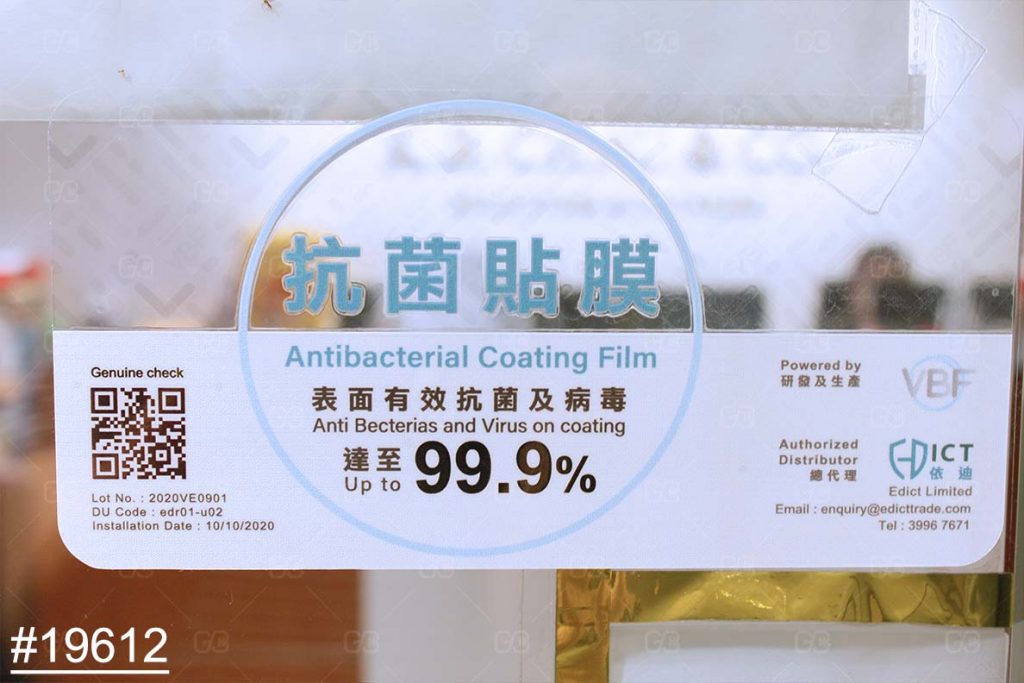 抗菌貼膜
Antibacterial Coating Film
表面有效抗菌及病毒
Anti Becterias and Virus on coating
達至
Up to
99.9%
Genuine check
Lot No. : 2020VE0901
DU Code : edr01-u02
Installation Date : 10/10/2020
Powered by
研發及生產
VBF
Authorized
Distributor
總代理
EDICT
依迪
Edict Limited
Email : enquiry@edicttrade.com
Tel : 3996 7671
#19612